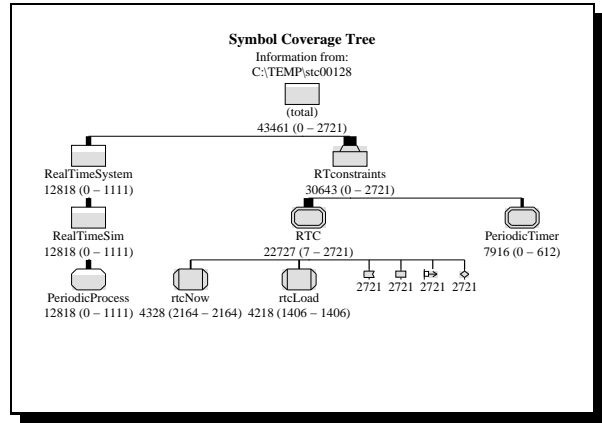 Symbol Coverage Tree
Information from:
C:\TEMP\stc00128
(total)
43461 (0 – 2721)
RealTimeSystem
12818 (0 – 1111)
RTconstraints
30643 (0 – 2721)
RealTimeSim
12818 (0 – 1111)
RTC
22727 (7 – 2721)
PeriodicTimer
7916 (0 – 612)
PeriodicProcess
12818 (0 – 1111)
rtcNow
4328 (2164 – 2164)
rtcLoad
4218 (1406 – 1406)
2721
2721
2721
2721